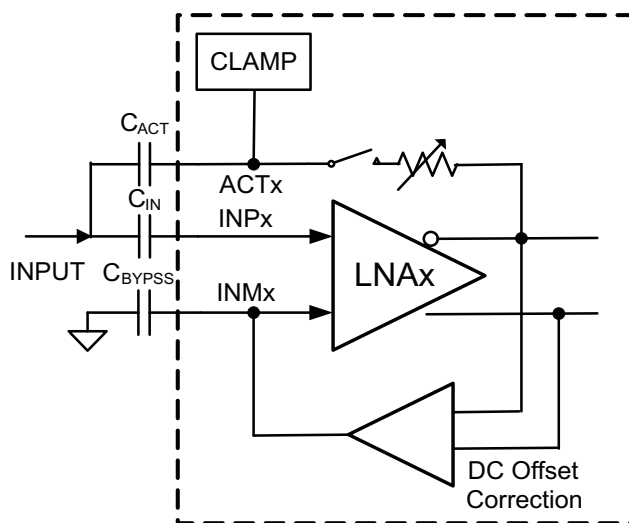 CLAMP
CACT
ACTx
CIN
INPx
INPUT
LNAx
CBYPSS
INMx
DC Offset
Correction